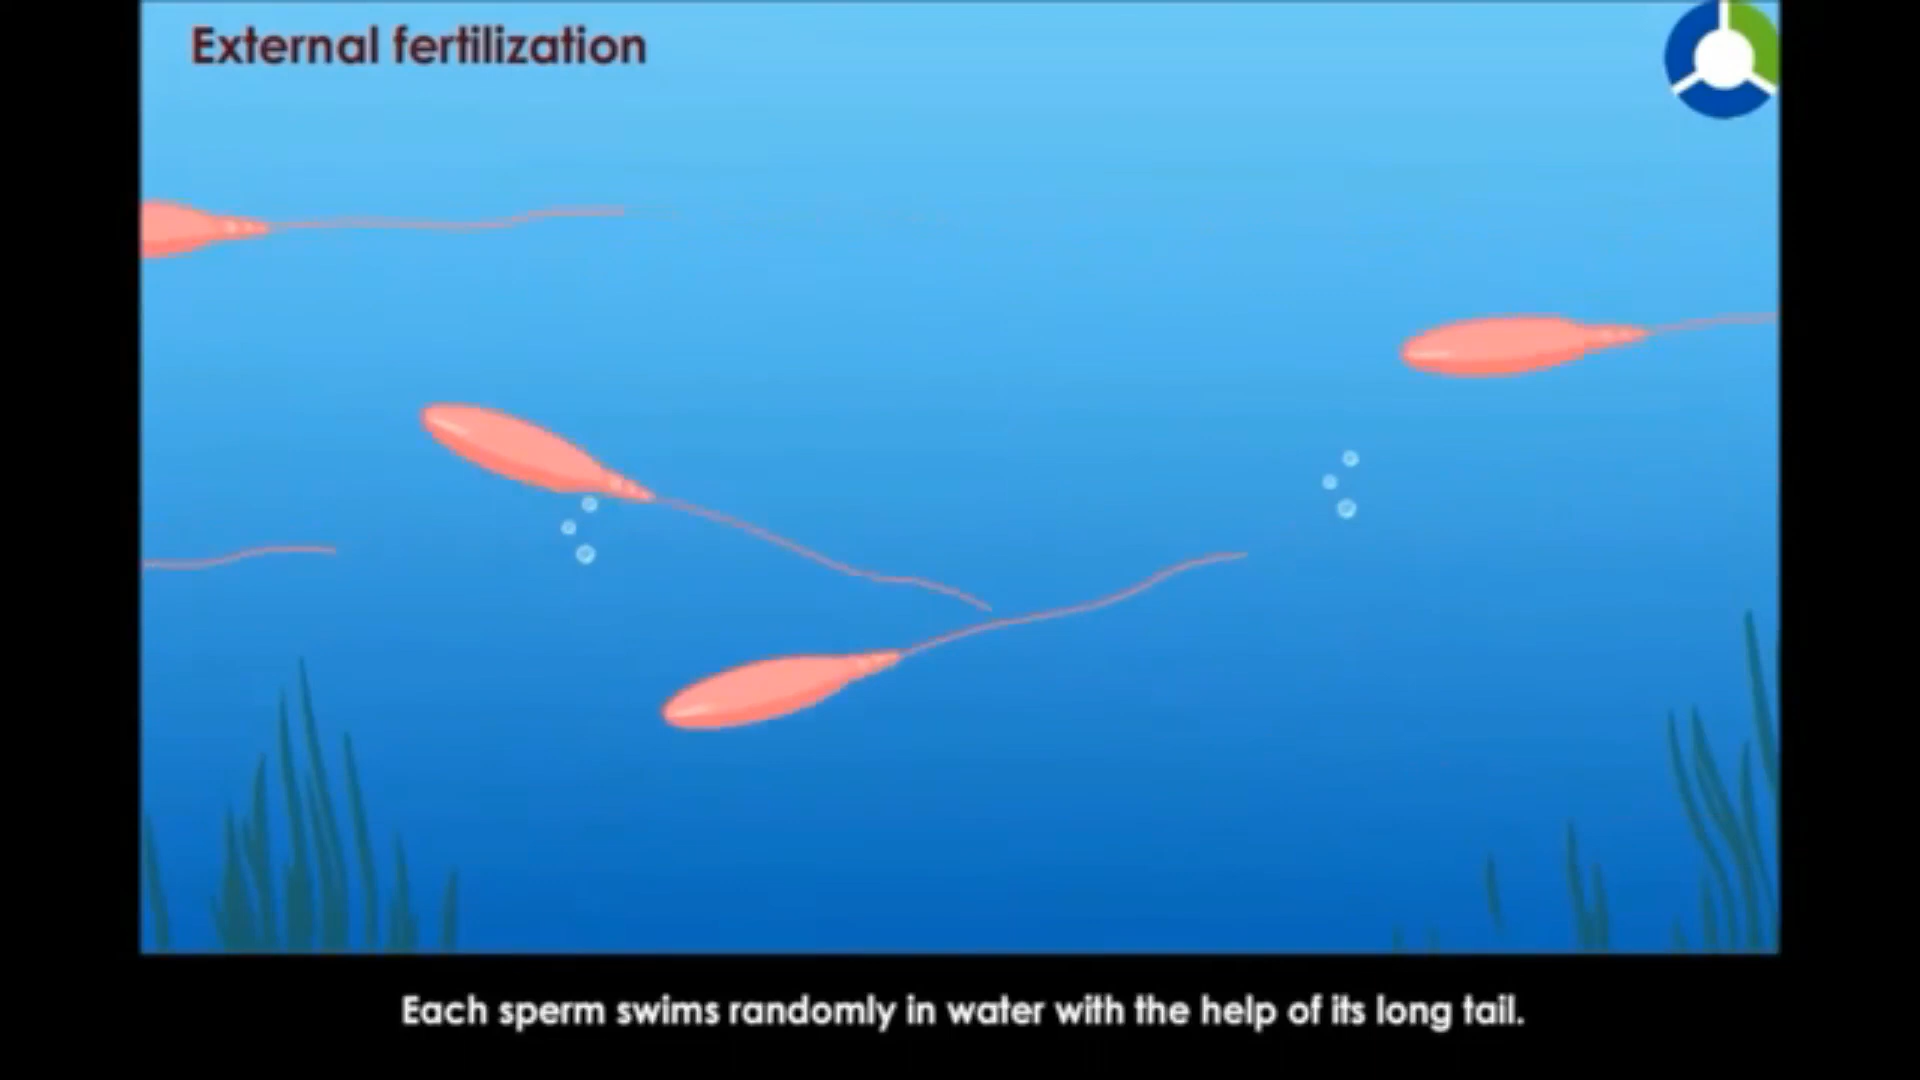 External fertilization
Each sperm swims randomly in water with the help of its long tail.